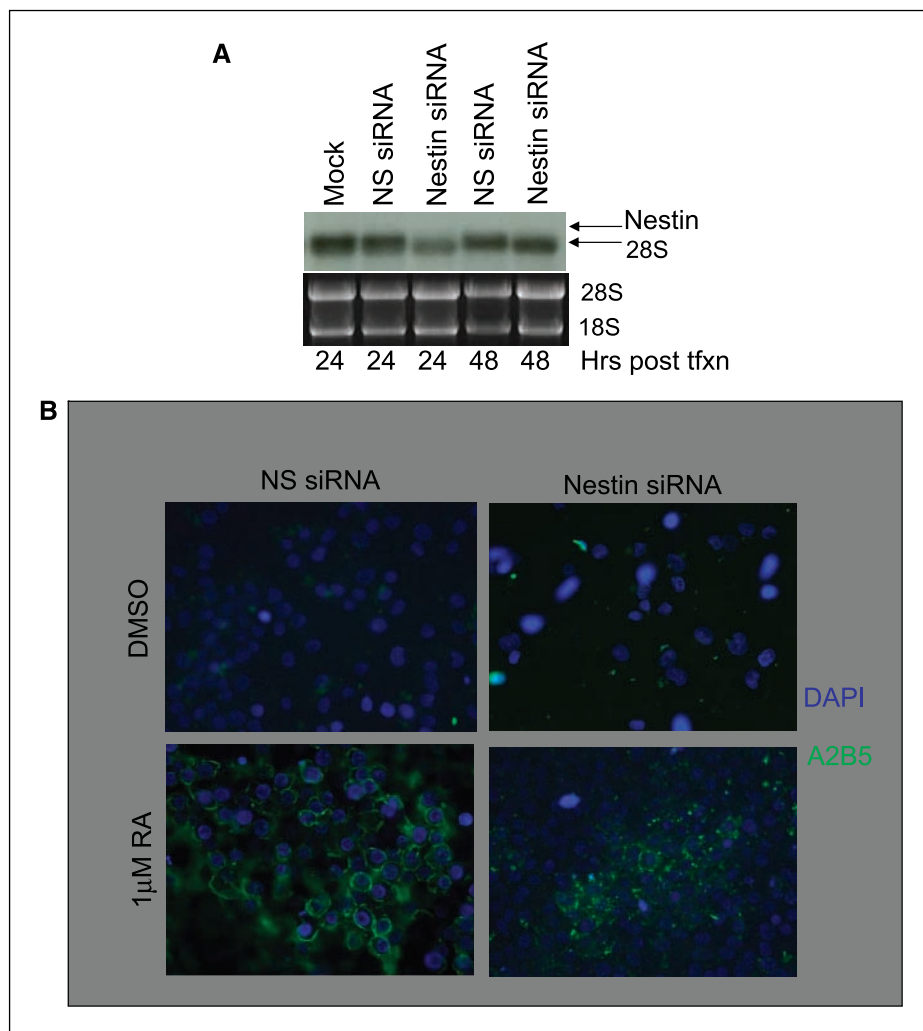 A
Mock
NS siRNA
Nestin siRNA
NS siRNA
Nestin siRNA
Nestin
28S
28S
18S
24 24 24 48 48 Hrs post tfxn
B
NS siRNA Nestin siRNA
DMSO
DAPI
A2B5
1μM RA